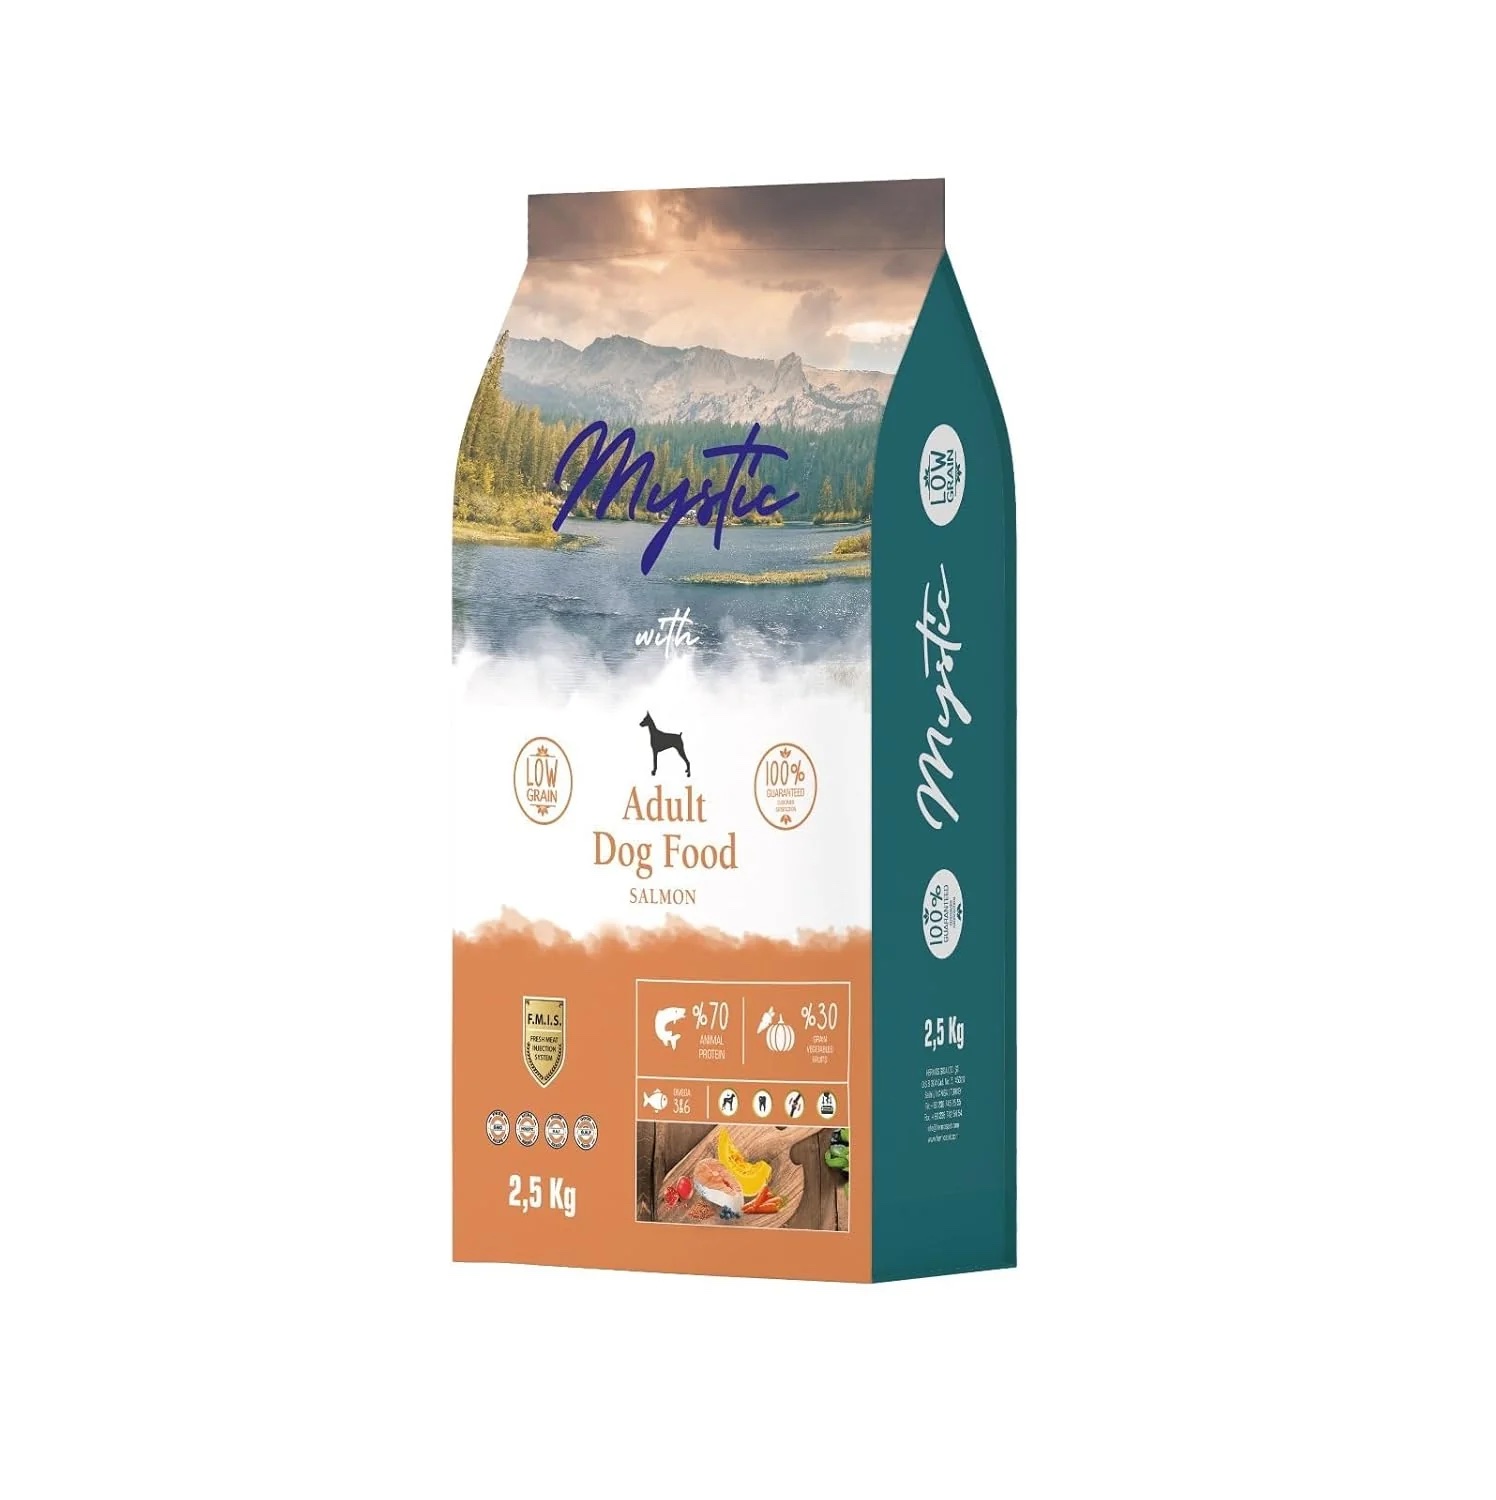 Mystic
with
LOW
GRAIN
100%
GUARANTEED
Adult
Dog Food
SALMON
F.M.I.S.
FRESH MEAT
INJECTION
SYSTEM
%70
ANIMAL
PROTEIN
%30
GRAIN
VEGETABLES
FRUITS
OMEGA
3&6
2,5 Kg
LOW
GRAIN
Mystic
100%
GUARANTEED
2,5 Kg